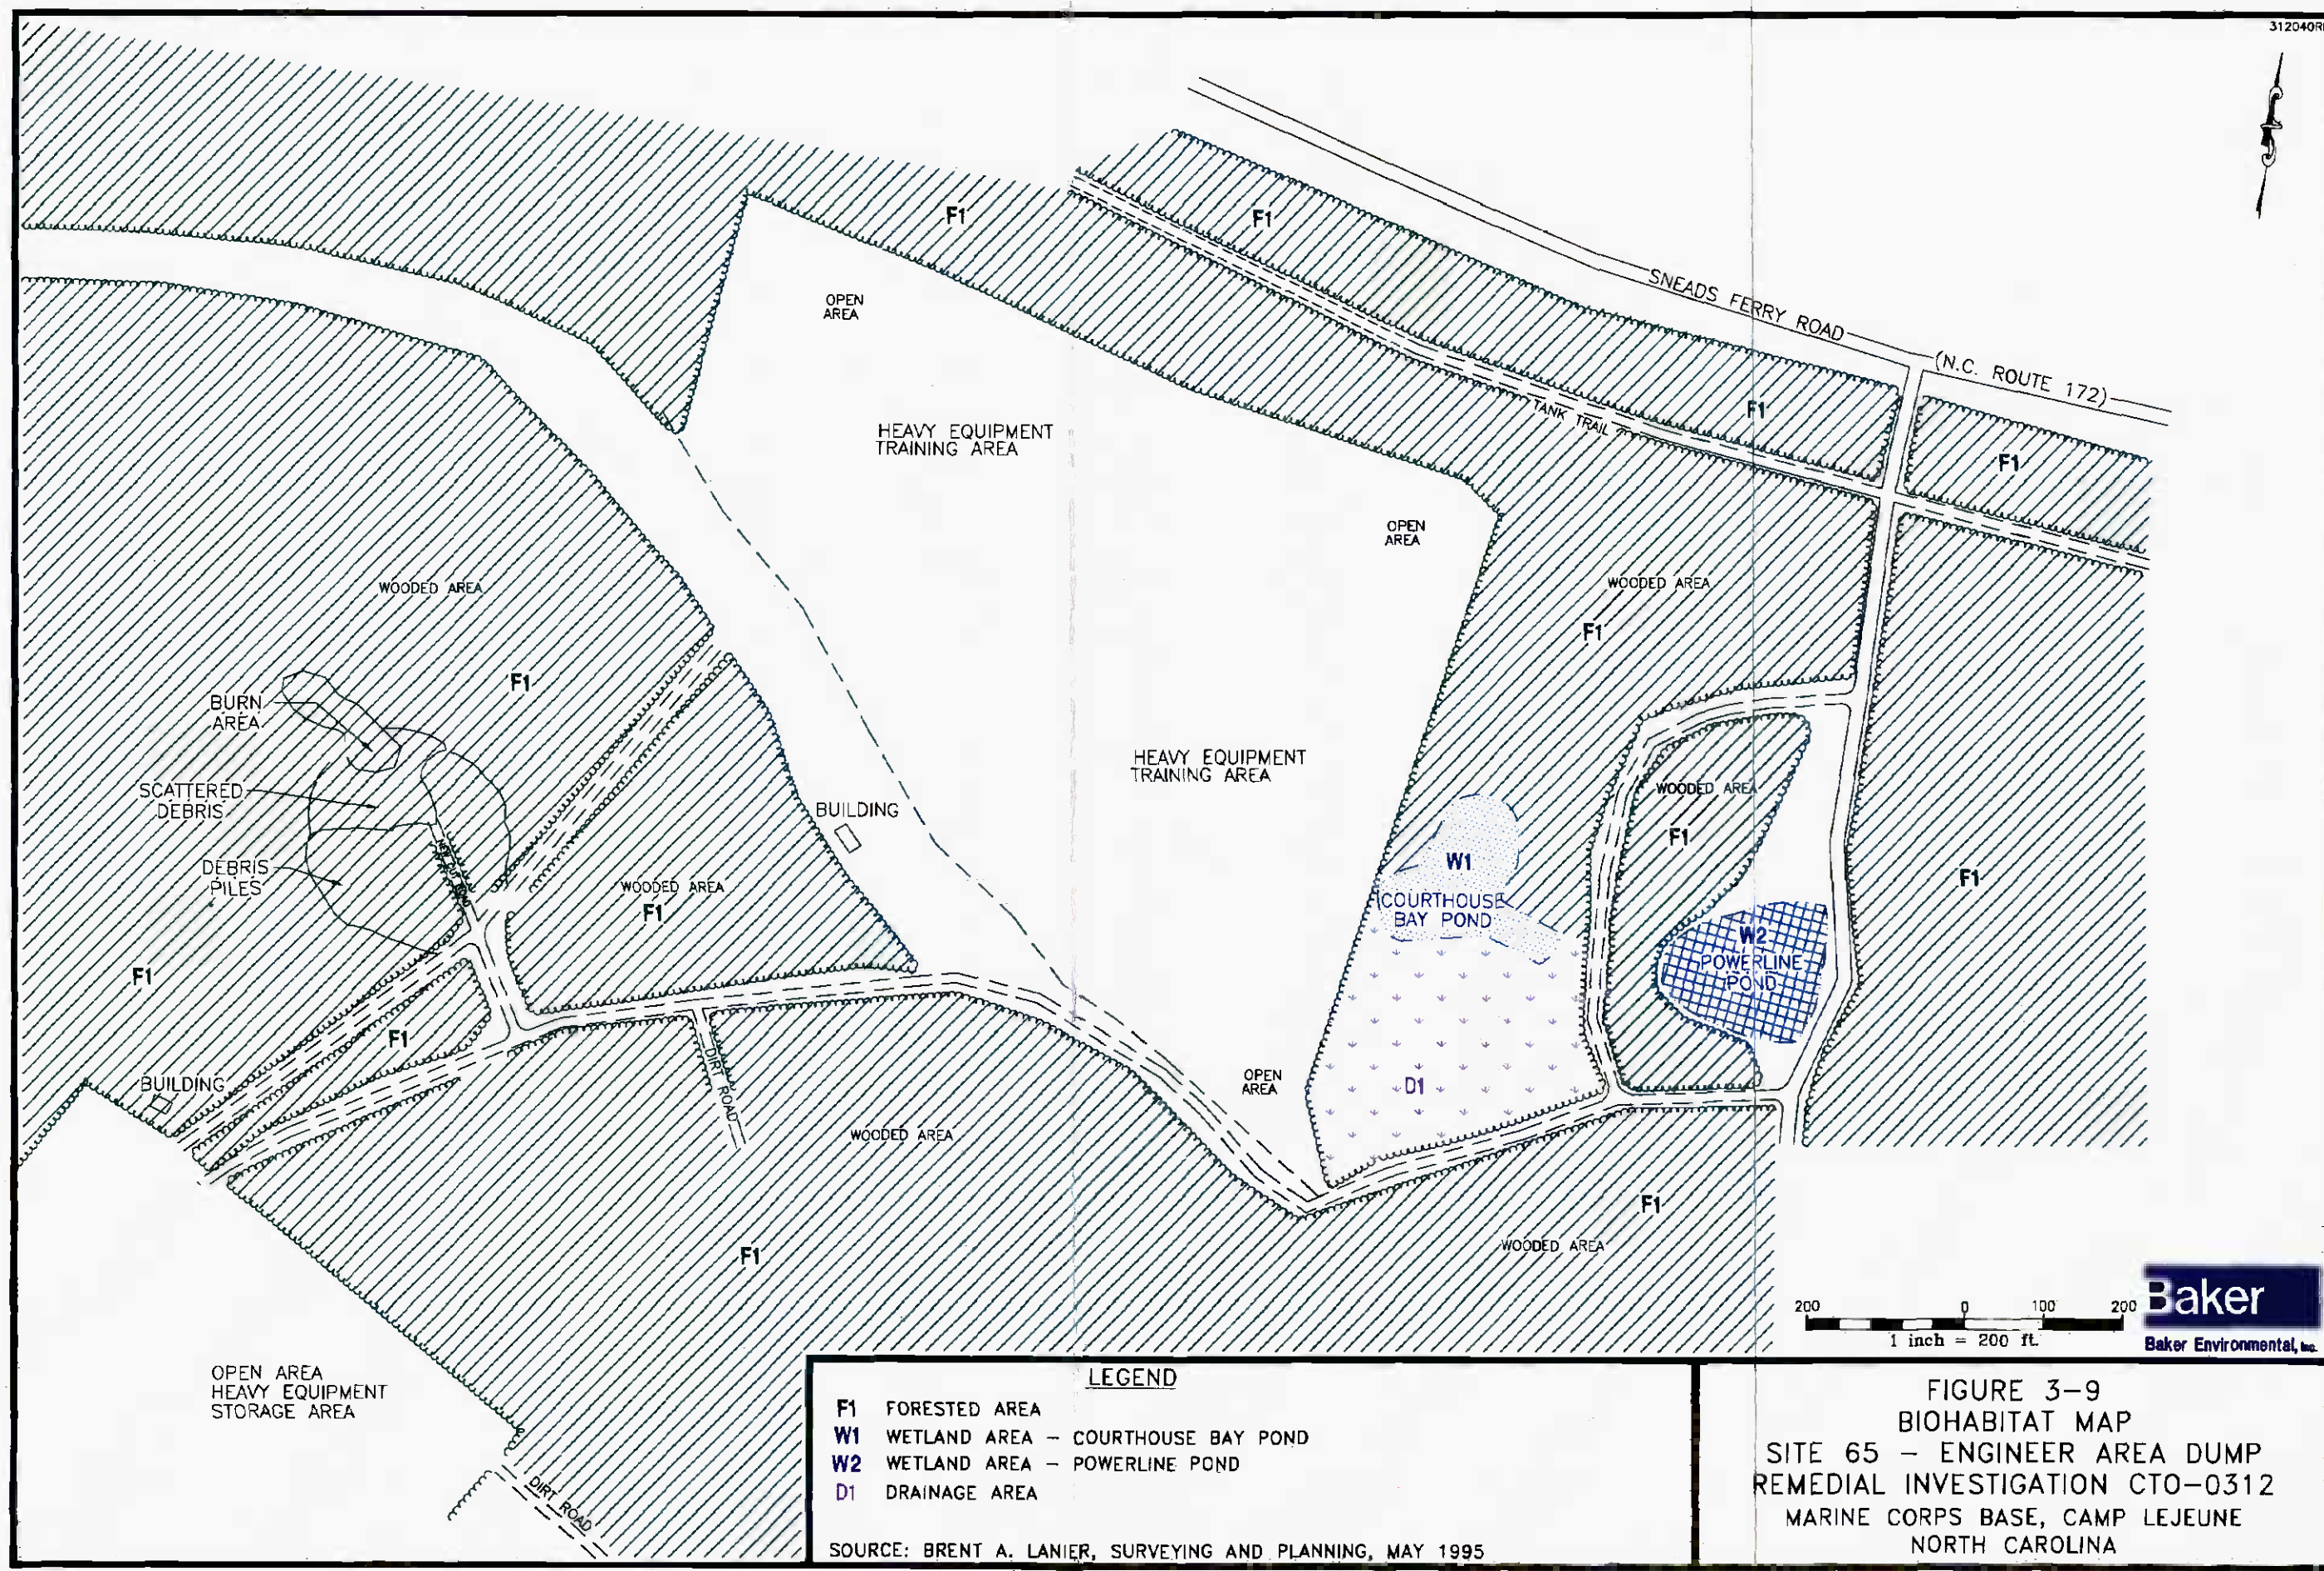 312040RI
F1
F1
SNEADS FERRY ROAD
(N.C. ROUTE 172)
OPEN
AREA
TANK TRAIL
F1
HEAVY EQUIPMENT
TRAINING AREA
F1
OPEN
AREA
WOODED AREA
WOODED AREA
F1
F1
BURN
AREA
SCATTERED
DEBRIS
DEBRIS
PILES
HEAVY EQUIPMENT
TRAINING AREA
BUILDING
WOODED AREA
F1
W1
COURTHOUSE
BAY POND
WOODED AREA
F1
F1
W2
POWERLINE
POND
F1
F1
BUILDING
DIRT ROAD
OPEN
AREA
D1
WOODED AREA
F1
F1
WOODED AREA
200 0 100 200
1 inch = 200 ft.
Baker
Baker Environmental, Inc.
OPEN AREA
HEAVY EQUIPMENT
STORAGE AREA
DIRT ROAD
LEGEND
F1 FORESTED AREA
W1 WETLAND AREA – COURTHOUSE BAY POND
W2 WETLAND AREA – POWERLINE POND
D1 DRAINAGE AREA
SOURCE: BRENT A. LANIER, SURVEYING AND PLANNING, MAY 1995
FIGURE 3–9
BIOHABITAT MAP
SITE 65 – ENGINEER AREA DUMP
REMEDIAL INVESTIGATION CTO–0312
MARINE CORPS BASE, CAMP LEJEUNE
NORTH CAROLINA